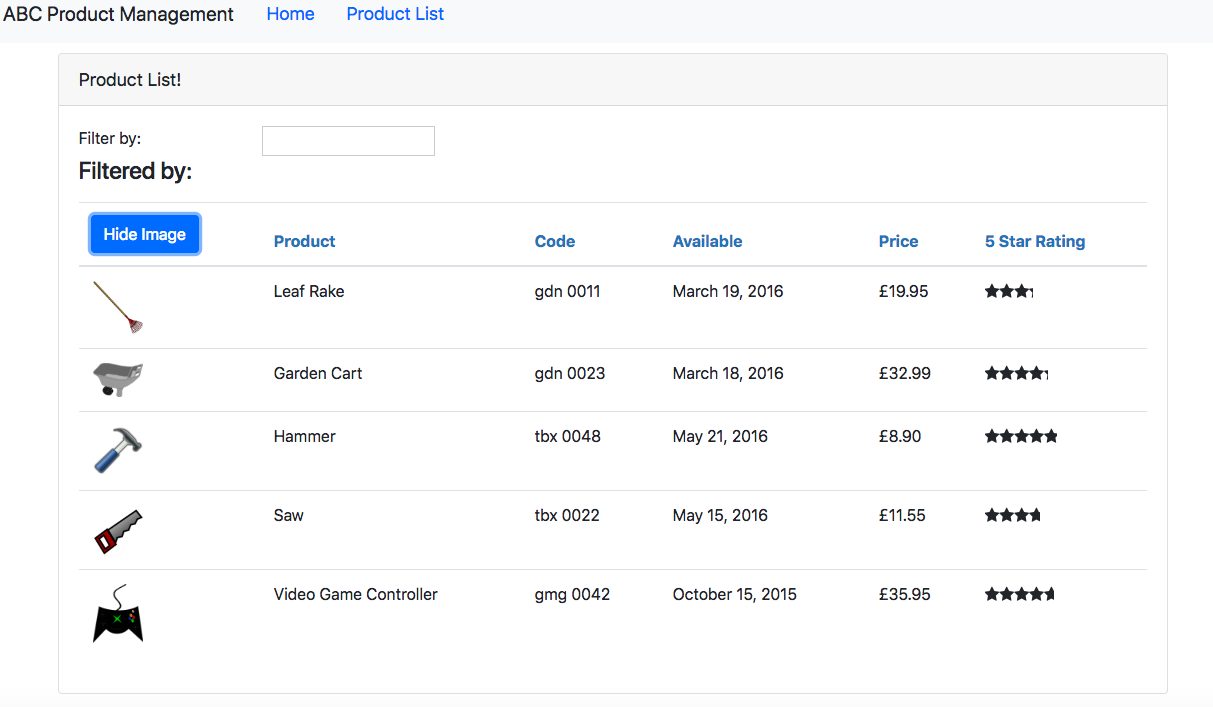 ABC Product Management Home Product List
Product List!
Filter by:
Filtered by:
Hide Image Product Code Available Price 5 Star Rating
Leaf Rake gdn 0011 March 19, 2016 £19.95
Garden Cart gdn 0023 March 18, 2016 £32.99
Hammer tbx 0048 May 21, 2016 £8.90
Saw tbx 0022 May 15, 2016 £11.55
Video Game Controller gmg 0042 October 15, 2015 £35.95